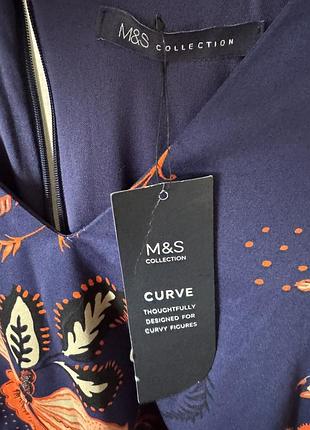 M&S COLLECTION
M&S
COLLECTION
CURVE
THOUGHTFULLY
DESIGNED FOR
CURVY FIGURES